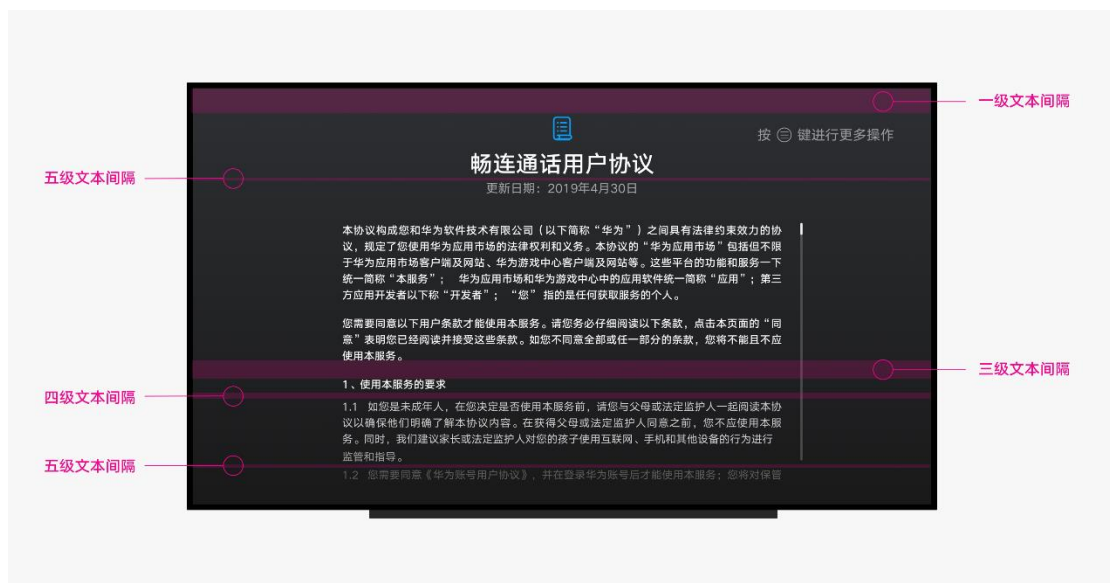 一级文本间隔
按 键进行更多操作
畅连通话用户协议
五级文本间隔
更新日期：2019年4月30日
本协议构成您和华为软件技术有限公司（以下简称“华为”）之间具有法律约束效力的协
议，规定了您使用华为应用市场的法律权利和义务。本协议的“华为应用市场”包括但不限
于华为应用市场客户端及网站、华为游戏中心客户端及网站等。这些平台的功能和服务一下
统一简称“本服务”； 华为应用市场和华为游戏中心中的应用软件统一简称“应用”；第三
方应用开发者以下称“开发者”； “您” 指的是任何获取服务的个人。
您需要同意以下用户条款才能使用本服务。请您务必仔细阅读以下条款，点击本页面的“同
意”表明您已经阅读并接受这些条款。如您不同意全部或任一部分的条款，您将不能且不应
使用本服务。
三级文本间隔
1、使用本服务的要求
四级文本间隔
1.1 如您是未成年人，在您决定是否使用本服务前，请您与父母或法定监护人一起阅读本协
议以确保他们明确了解本协议内容。在获得父母或法定监护人同意之前，您不应使用本服
务。同时，我们建议家长或法定监护人对您的孩子使用互联网、手机和其他设备的行为进行
监管和指导。
五级文本间隔
1.2 您需要同意《华为账号用户协议》，并在登录华为账号后才能使用本服务；您将对保管